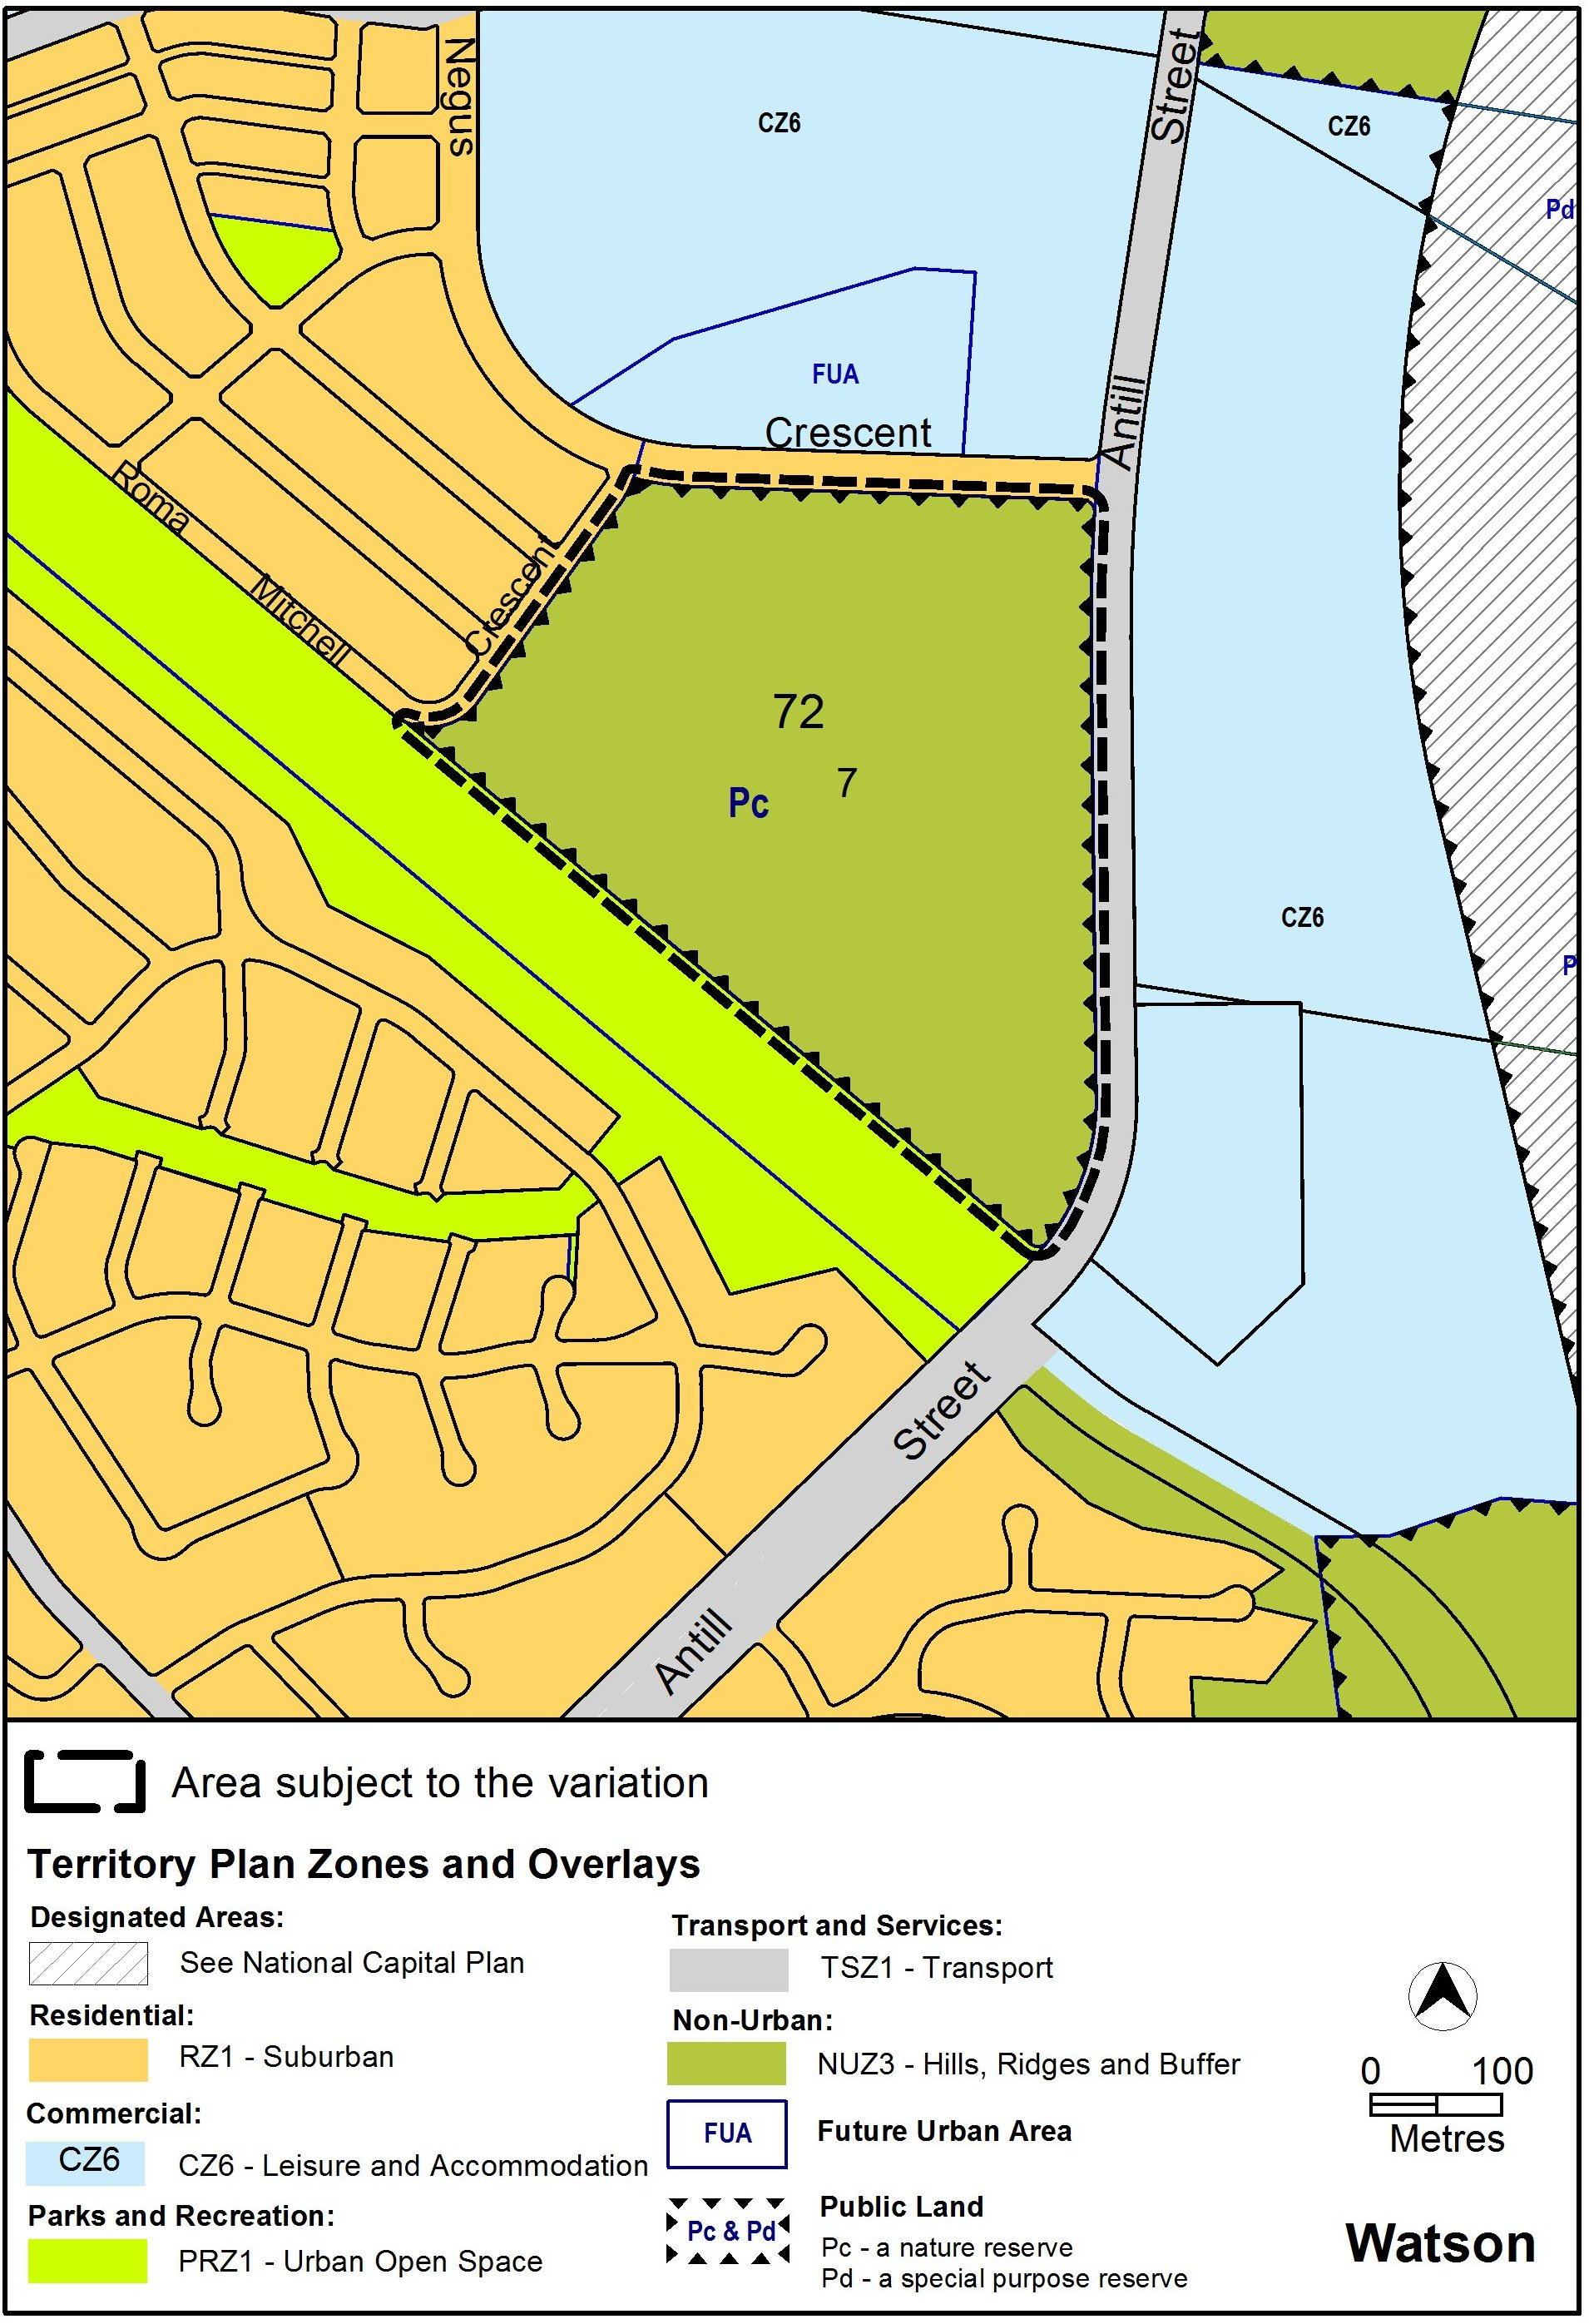 Negus
CZ6
Street
CZ6
Pd
FUA
Crescent
Antill
Roma
Mitchell
Crescent
72
7
Pc
CZ6
P
Street
Antill
Area subject to the variation
Territory Plan Zones and Overlays
Designated Areas:
See National Capital Plan
Residential:
RZ1 - Suburban
Commercial:
CZ6
CZ6 - Leisure and Accommodation
Parks and Recreation:
PRZ1 - Urban Open Space
Transport and Services:
TSZ1 - Transport
Non-Urban:
NUZ3 - Hills, Ridges and Buffer
FUA
Future Urban Area
Pc & Pd
Public Land
Pc - a nature reserve
Pd - a special purpose reserve
0 100
Metres
Watson